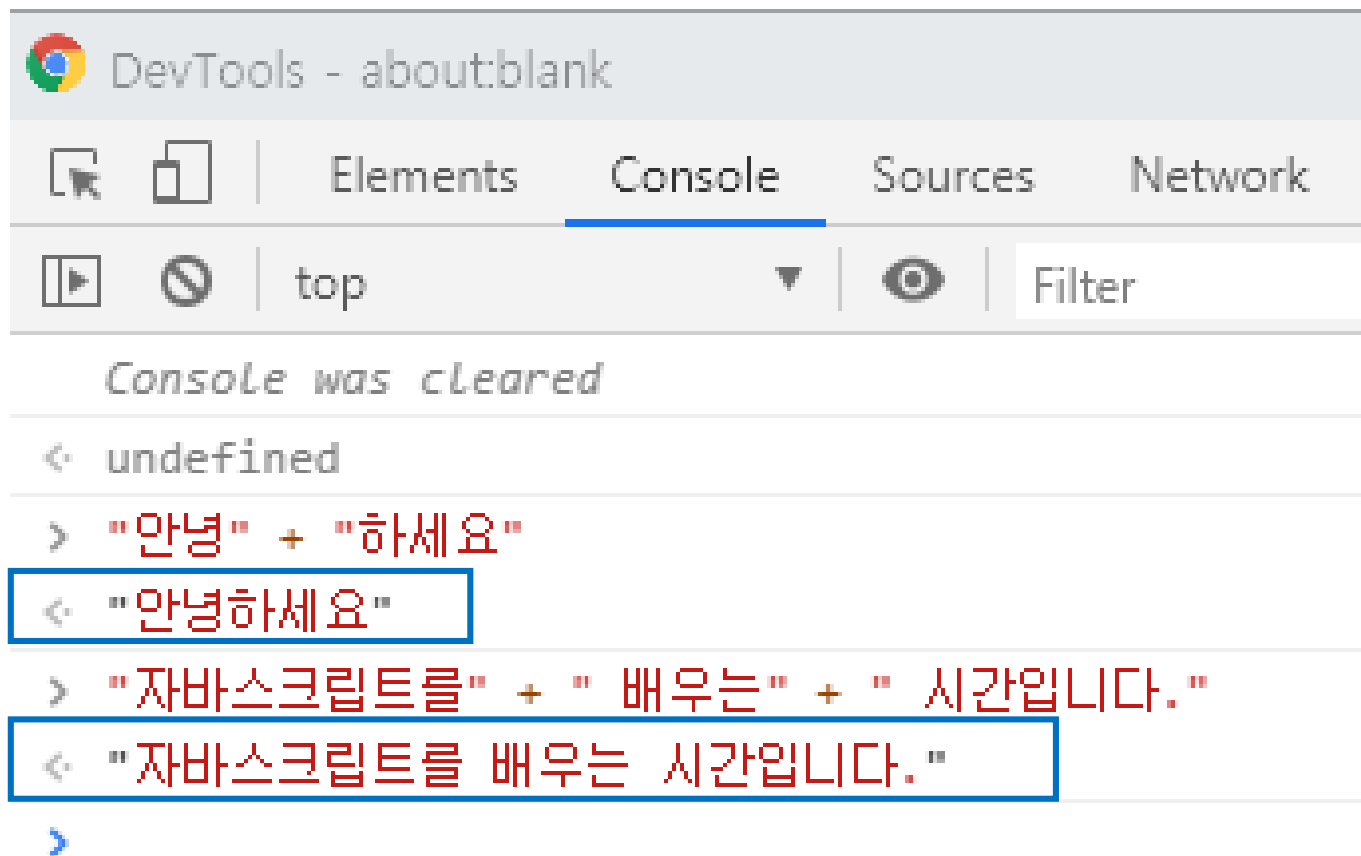 DevTools - about:blank
Elements Console Sources Network
top ▼ Filter
Console was cleared
undefined
> "안녕" + "하세요"
"안녕하세요"
> "자바스크립트를" + " 배우는" + " 시간입니다."
"자바스크립트를 배우는 시간입니다."
>